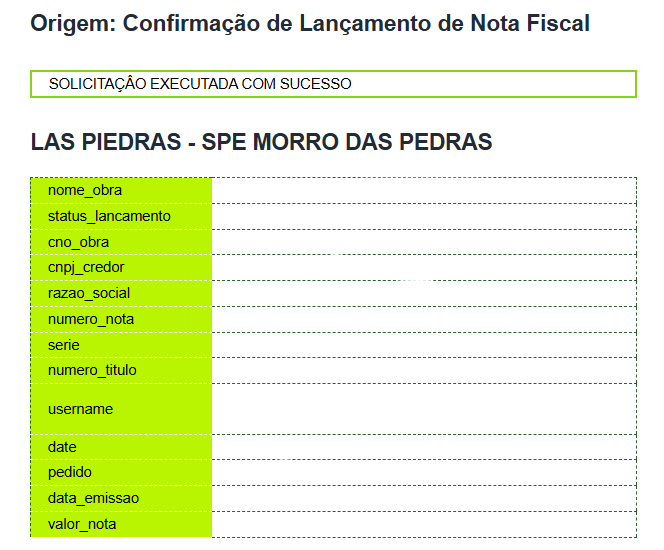 Origem: Confirmação de Lançamento de Nota Fiscal
SOLICITAÇÂO EXECUTADA COM SUCESSO
LAS PIEDRAS - SPE MORRO DAS PEDRAS
nome_obra
status_lancamento
cno_obra
cnpj_credor
razao_social
numero_nota
serie
numero_titulo
username
date
pedido
data_emissao
valor_nota